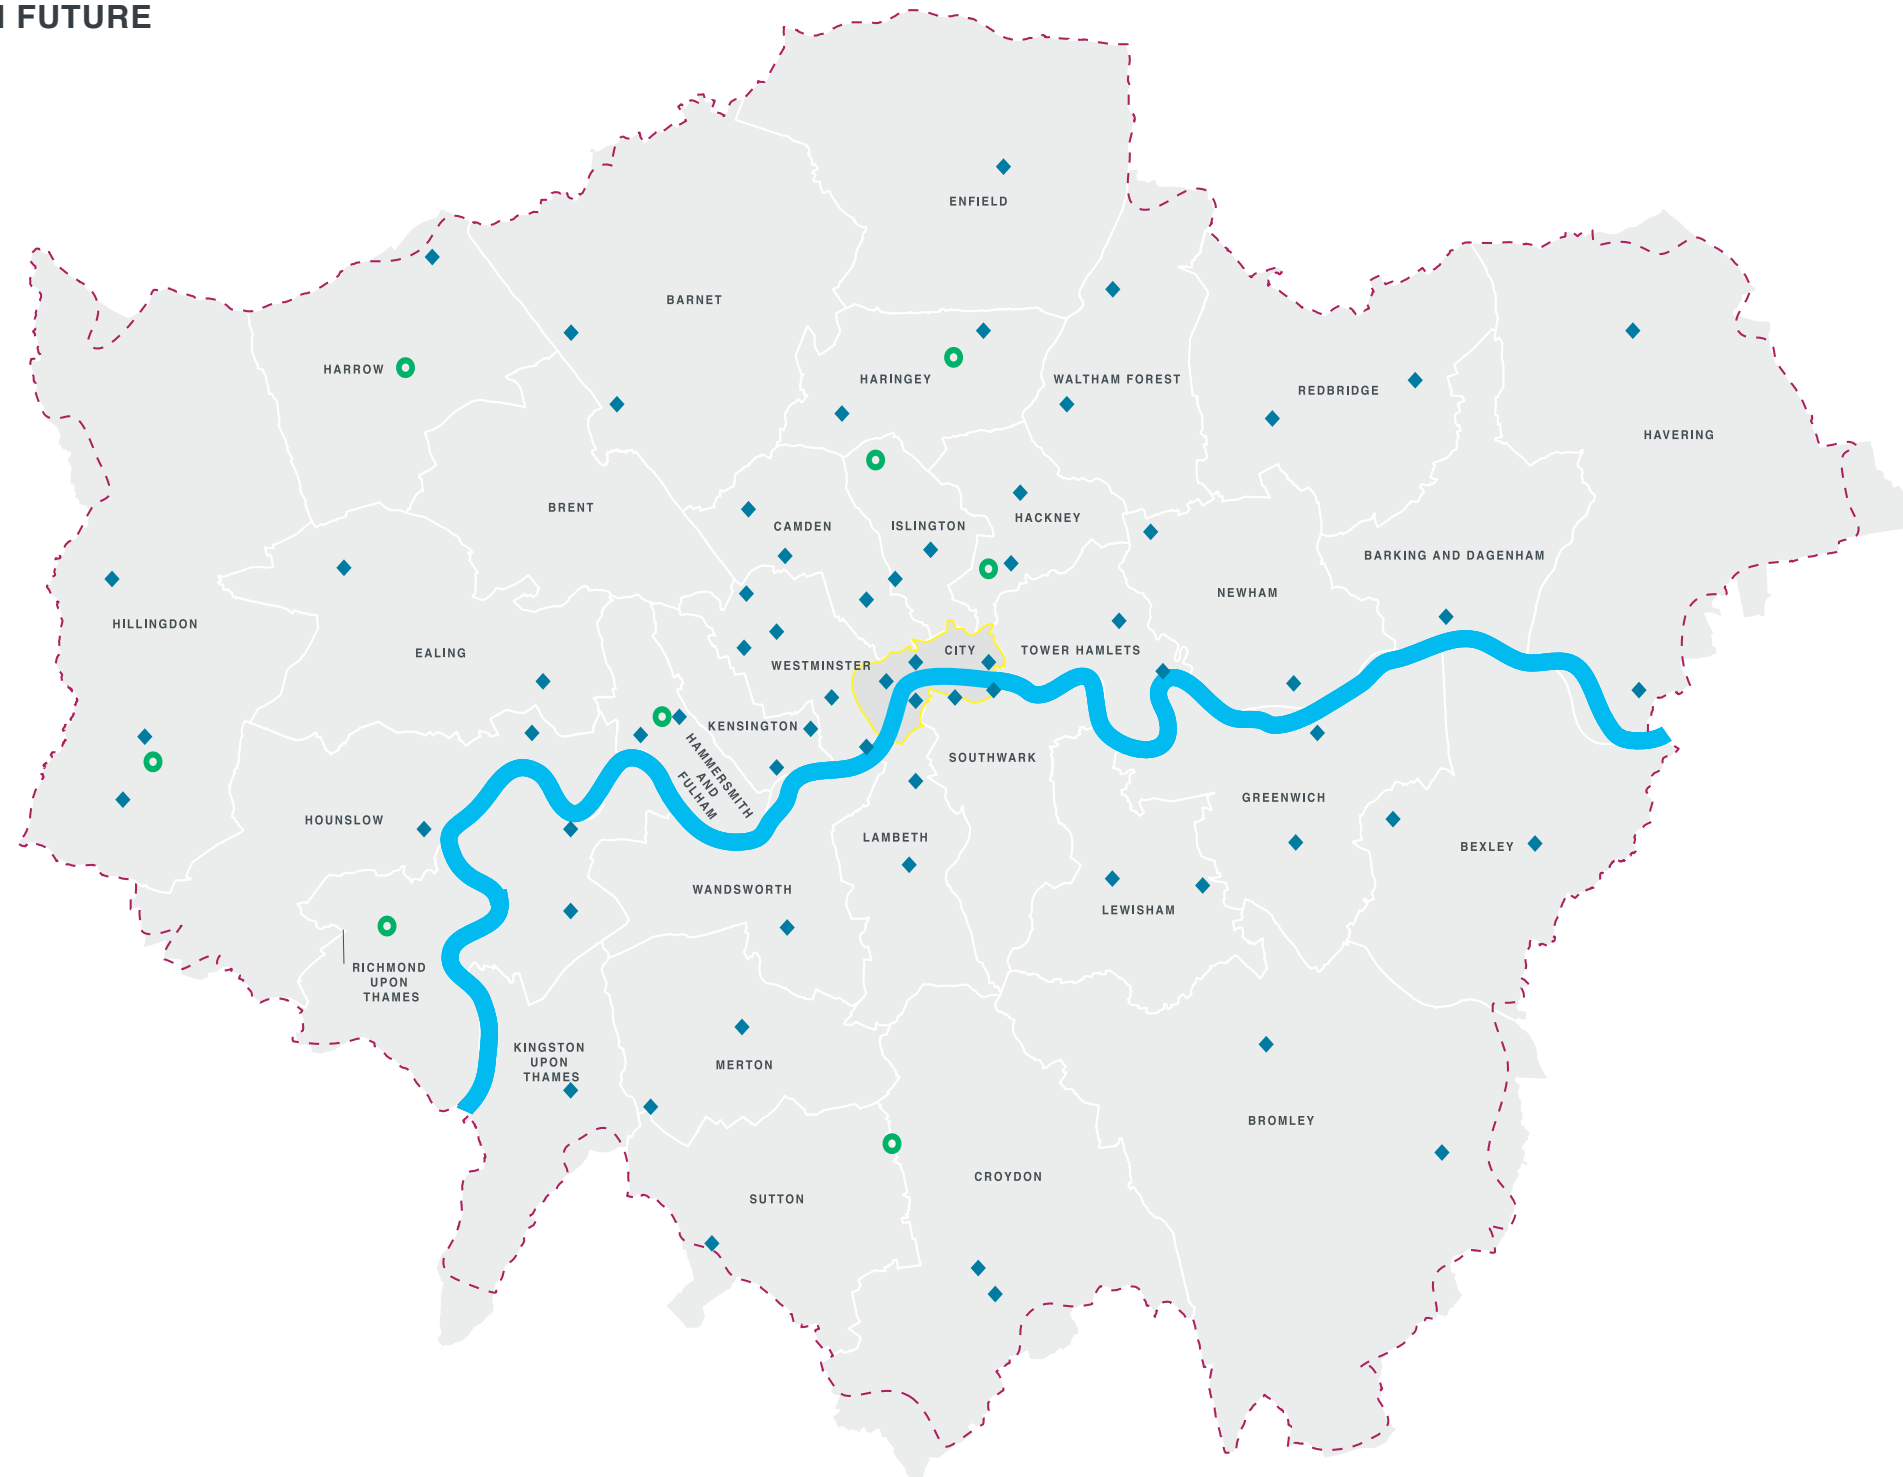 FUTURE
ENFIELD
BARNET
HARROW
HARINGEY
WALTHAM FOREST
REDBRIDGE
HAVERING
BRENT
CAMDEN
ISLINGTON
HACKNEY
BARKING AND DAGENHAM
NEWHAM
HILLINGDON
EALING
WESTMINSTER
CITY
TOWER HAMLETS
KENSINGTON
HAMMERSMITH
AND
FULHAM
SOUTHWARK
GREENWICH
HOUNSLOW
LAMBETH
BEXLEY
WANDSWORTH
LEWISHAM
RICHMOND
UPON
THAMES
KINGSTON
UPON
THAMES
MERTON
BROMLEY
CROYDON
SUTTON